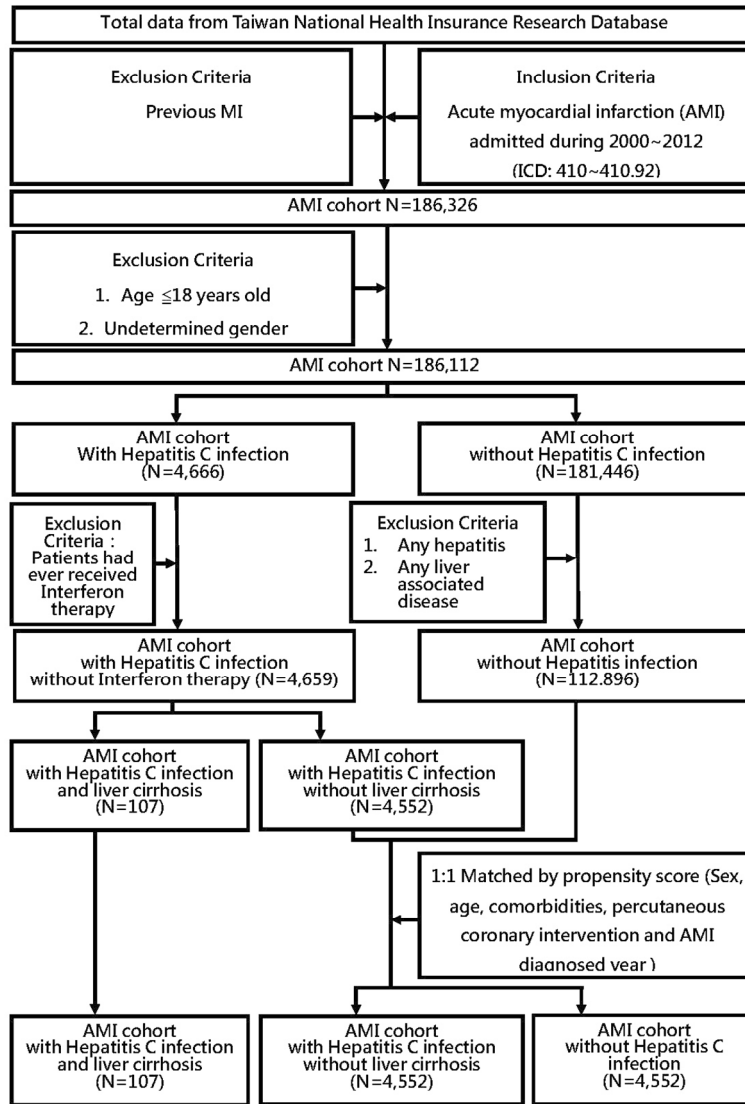 Total data from Taiwan National Health Insurance Research Database
Exclusion Criteria
Previous MI
Inclusion Criteria
Acute myocardial infarction (AMI)
admitted during 2000~2012
(ICD: 410~410.92)
AMI cohort N=186,326
Exclusion Criteria
1. Age ≦18 years old
2. Undetermined gender
AMI cohort N=186,112
AMI cohort
With Hepatitis C infection
(N=4,666)
AMI cohort
without Hepatitis C infection
(N=181,446)
Exclusion
Criteria :
Patients had
ever received
Interferon
therapy
Exclusion Criteria
1. Any hepatitis
2. Any liver
associated
disease
AMI cohort
with Hepatitis C infection
without Interferon therapy (N=4,659)
AMI cohort
without Hepatitis infection
(N=112.896)
AMI cohort
with Hepatitis C infection
and liver cirrhosis
(N=107)
AMI cohort
with Hepatitis C infection
without liver cirrhosis
(N=4,552)
1:1 Matched by propensity score (Sex,
age, comorbidities, percutaneous
coronary intervention and AMI
diagnosed year )
AMI cohort
with Hepatitis C infection
and liver cirrhosis
(N=107)
AMI cohort
with Hepatitis C infection
without liver cirrhosis
(N=4,552)
AMI cohort
without Hepatitis C
infection
(N=4,552)